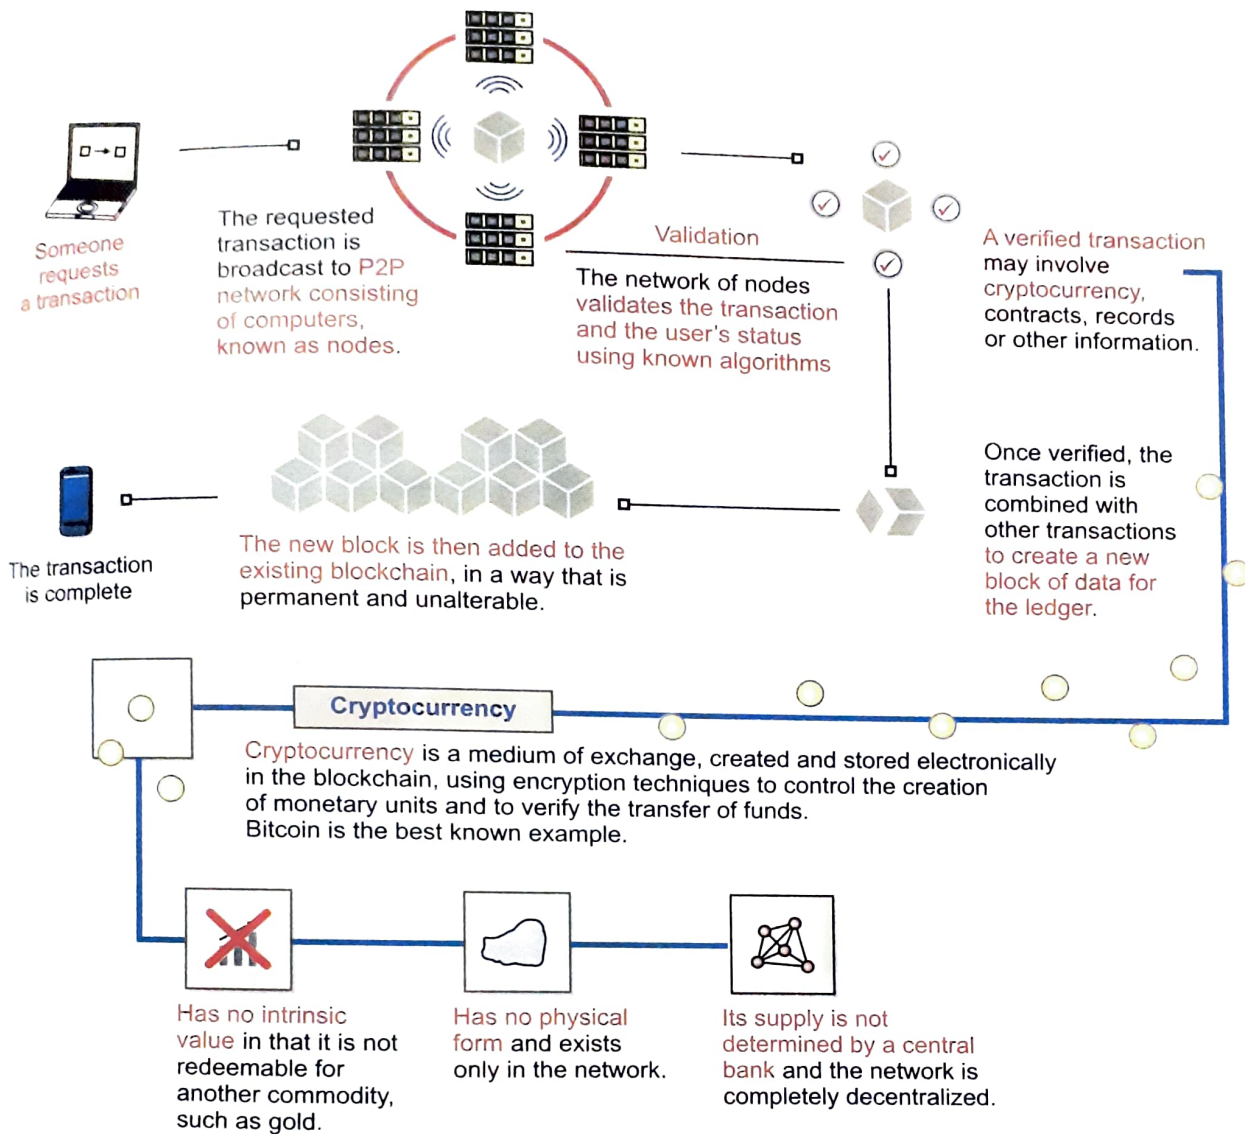 Someone
requests
a transaction
The requested
transaction is
broadcast to P2P
network consisting
of computers,
known as nodes.
Validation
The network of nodes
validates the transaction
and the user's status
using known algorithms
A verified transaction
may involve
cryptocurrency,
contracts, records
or other information.
Once verified, the
transaction is
combined with
other transactions
to create a new
block of data for
the ledger.
The new block is then added to the
existing blockchain, in a way that is
permanent and unalterable.
The transaction
is complete
Cryptocurrency
Cryptocurrency is a medium of exchange, created and stored electronically
in the blockchain, using encryption techniques to control the creation
of monetary units and to verify the transfer of funds.
Bitcoin is the best known example.
Has no intrinsic
value in that it is not
redeemable for
another commodity,
such as gold.
Has no physical
form and exists
only in the network.
Its supply is not
determined by a central
bank and the network is
completely decentralized.